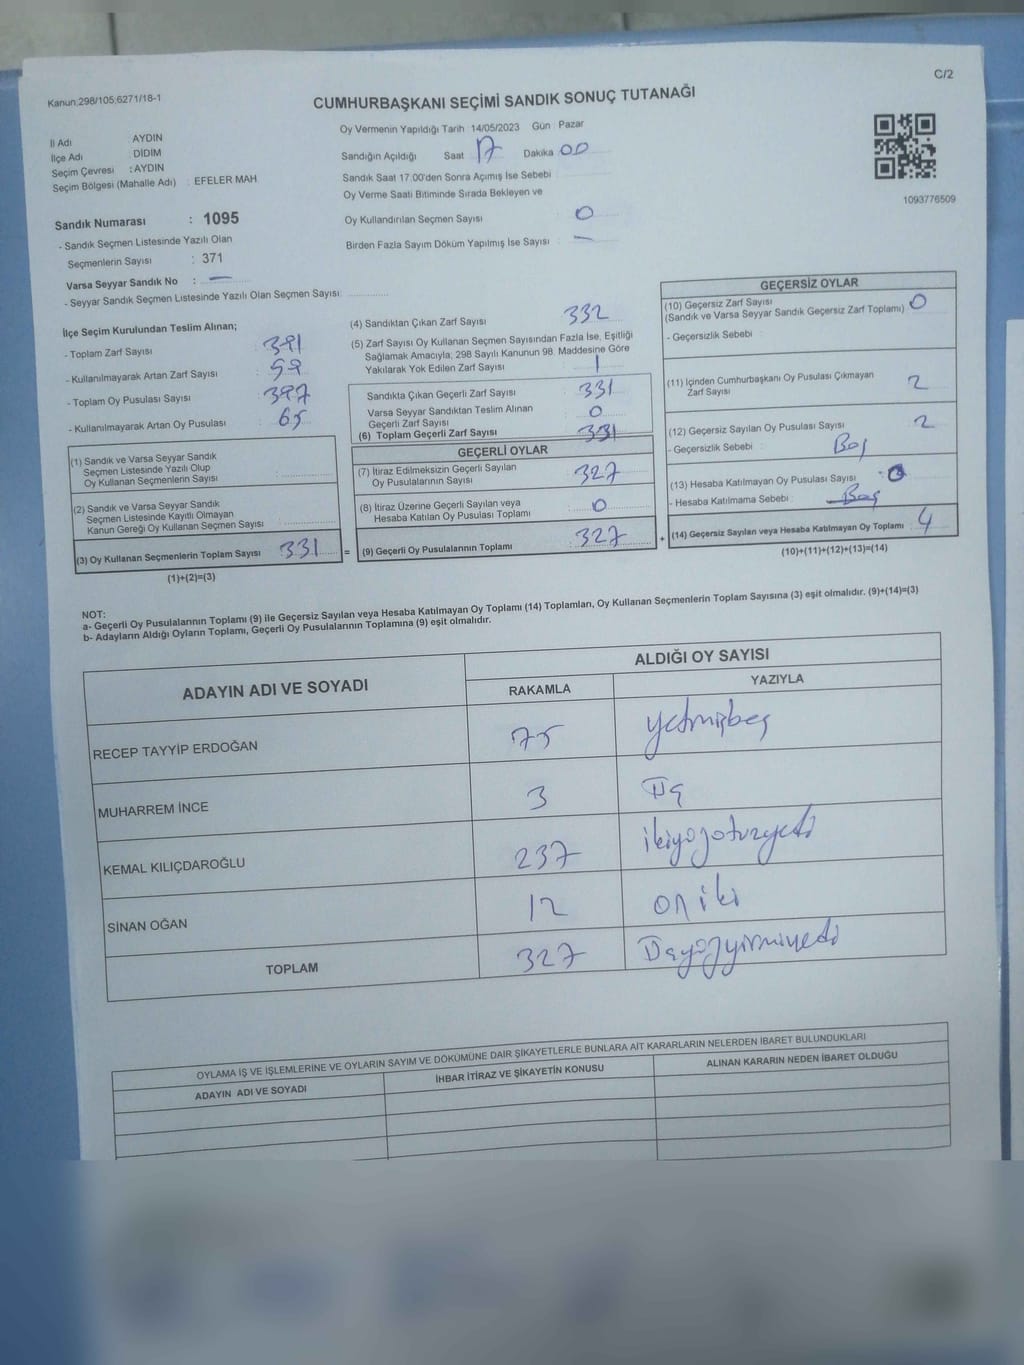 C/2
Kanun:298/105;6271/18-1
CUMHURBAŞKANI SEÇİMİ SANDIK SONUÇ TUTANAĞI
İl Adı AYDIN
İlçe Adı : DİDİM
Seçim Çevresi : AYDIN
Seçim Bölgesi (Mahalle Adı) : EFELER MAH
Sandık Numarası : 1095
- Sandık Seçmen Listesinde Yazılı Olan
Seçmenlerin Sayısı : 371
Varsa Seyyar Sandık No : —
- Seyyar Sandık Seçmen Listesinde Yazılı Olan Seçmen Sayısı:
Oy Vermenin Yapıldığı Tarih 14/05/2023 Gün : Pazar
Sandığın Açıldığı Saat 17 Dakika 00
Sandık Saat 17.00'den Sonra Açımış İse Sebebi :
Oy Verme Saati Bitiminde Sırada Bekleyen ve
Oy Kullandırılan Seçmen Sayısı : 0
Birden Fazla Sayım Döküm Yapılmış İse Sayısı : —
1093776509
İlçe Seçim Kurulundan Teslim Alınan;
- Toplam Zarf Sayısı : 391
- Kullanılmayarak Artan Zarf Sayısı : 59
- Toplam Oy Pusulası Sayısı : 397
- Kullanılmayarak Artan Oy Pusulası : 65
(1) Sandık ve Varsa Seyyar Sandık
Seçmen Listesinde Yazılı Olup
Oy Kullanan Seçmenlerin Sayısı :
(2) Sandık ve Varsa Seyyar Sandık
Seçmen Listesinde Kayıtlı Olmayan
Kanun Gereği Oy Kullanan Seçmen Sayısı :
(3) Oy Kullanan Seçmenlerin Toplam Sayısı : 331 =
(1)+(2)=(3)
(4) Sandıktan Çıkan Zarf Sayısı : 332
(5) Zarf Sayısı Oy Kullanan Seçmen Sayısından Fazla İse, Eşitliği
Sağlamak Amacıyla, 298 Sayılı Kanunun 98. Maddesine Göre
Yakılarak Yok Edilen Zarf Sayısı : 1
Sandıkta Çıkan Geçerli Zarf Sayısı : 331
Varsa Seyyar Sandıktan Teslim Alınan
Geçerli Zarf Sayısı : 0
(6) Toplam Geçerli Zarf Sayısı : 331
GEÇERLİ OYLAR
(7) İtiraz Edilmeksizin Geçerli Sayılan
Oy Pusulalarının Sayısı : 327
(8) İtiraz Üzerine Geçerli Sayılan veya
Hesaba Katılan Oy Pusulası Toplamı : 0
(9) Geçerli Oy Pusulalarının Toplamı : 327 +
GEÇERSİZ OYLAR
(10) Geçersiz Zarf Sayısı
(Sandık ve Varsa Seyyar Sandık Geçersiz Zarf Toplamı) : 0
- Geçersizlik Sebebi :
(11) İçinden Cumhurbaşkanı Oy Pusulası Çıkmayan
Zarf Sayısı : 2
(12) Geçersiz Sayılan Oy Pusulası Sayısı : 2
- Geçersizlik Sebebi : Boş
(13) Hesaba Katılmayan Oy Pusulası Sayısı : 0
- Hesaba Katılmama Sebebi : Boş
(14) Geçersiz Sayılan veya Hesaba Katılmayan Oy Toplamı : 4
(10)+(11)+(12)+(13)=(14)
NOT:
a- Geçerli Oy Pusulalarının Toplamı (9) ile Geçersiz Sayılan veya Hesaba Katılmayan Oy Toplamı (14) Toplamları, Oy Kullanan Seçmenlerin Toplam Sayısına (3) eşit olmalıdır. (9)+(14)=(3)
b- Adayların Aldığı Oyların Toplamı, Geçerli Oy Pusulalarının Toplamına (9) eşit olmalıdır.
ADAYIN ADI VE SOYADI ALDIĞI OY SAYISI
RAKAMLA YAZIYLA
RECEP TAYYİP ERDOĞAN 75 yetmişbeş
MUHARREM İNCE 3 Üç
KEMAL KILIÇDAROĞLU 237 ikiyüzotuzyedi
SİNAN OĞAN 12 oniki
TOPLAM 327 Üçyüzyirmiyedi
OYLAMA İŞ VE İŞLEMLERİNE VE OYLARIN SAYIM VE DÖKÜMÜNE DAİR ŞİKAYETLERLE BUNLARA AİT KARARLARIN NELERDEN İBARET BULUNDUKLARI
ADAYIN ADI VE SOYADI İHBAR İTİRAZ VE ŞİKAYETİN KONUSU ALINAN KARARIN NEDEN İBARET OLDUĞU